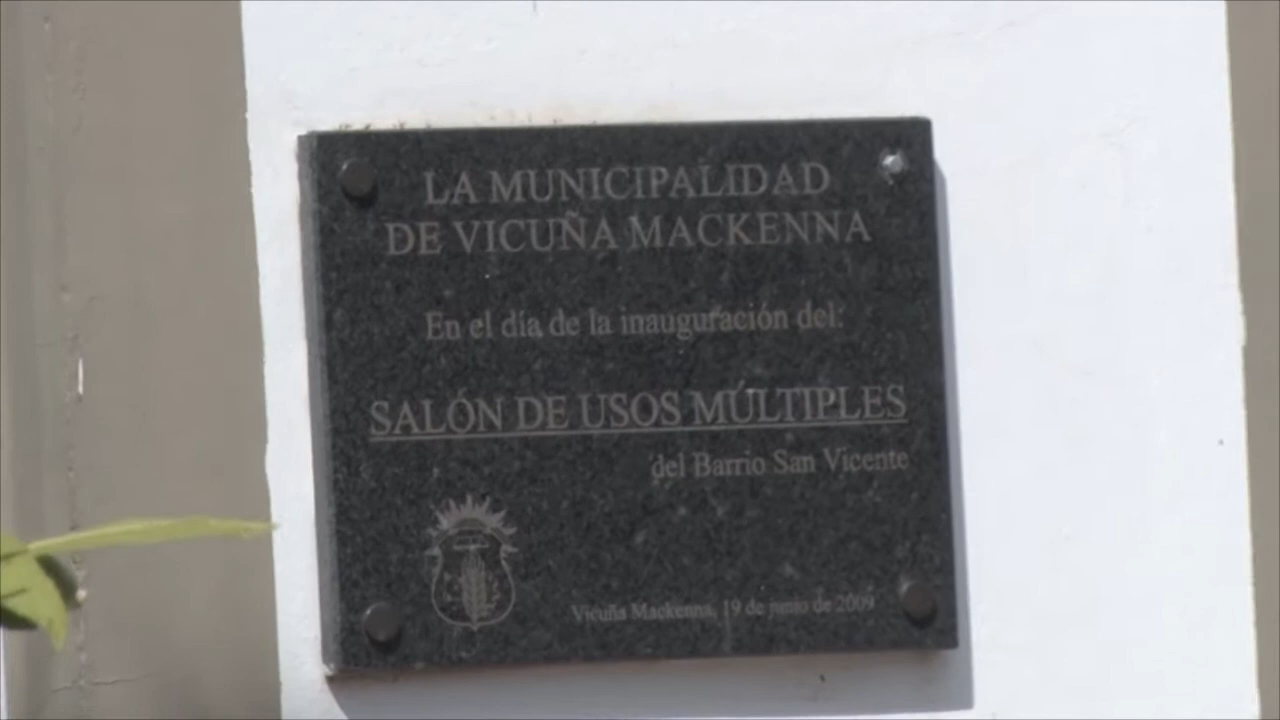 LA MUNICIPALIDAD
DE VICUÑA MACKENNA
En el día de la inauguración del:
SALÓN DE USOS MÚLTIPLES
del Barrio San Vicente
Vicuña Mackenna, 19 de junio de 2009